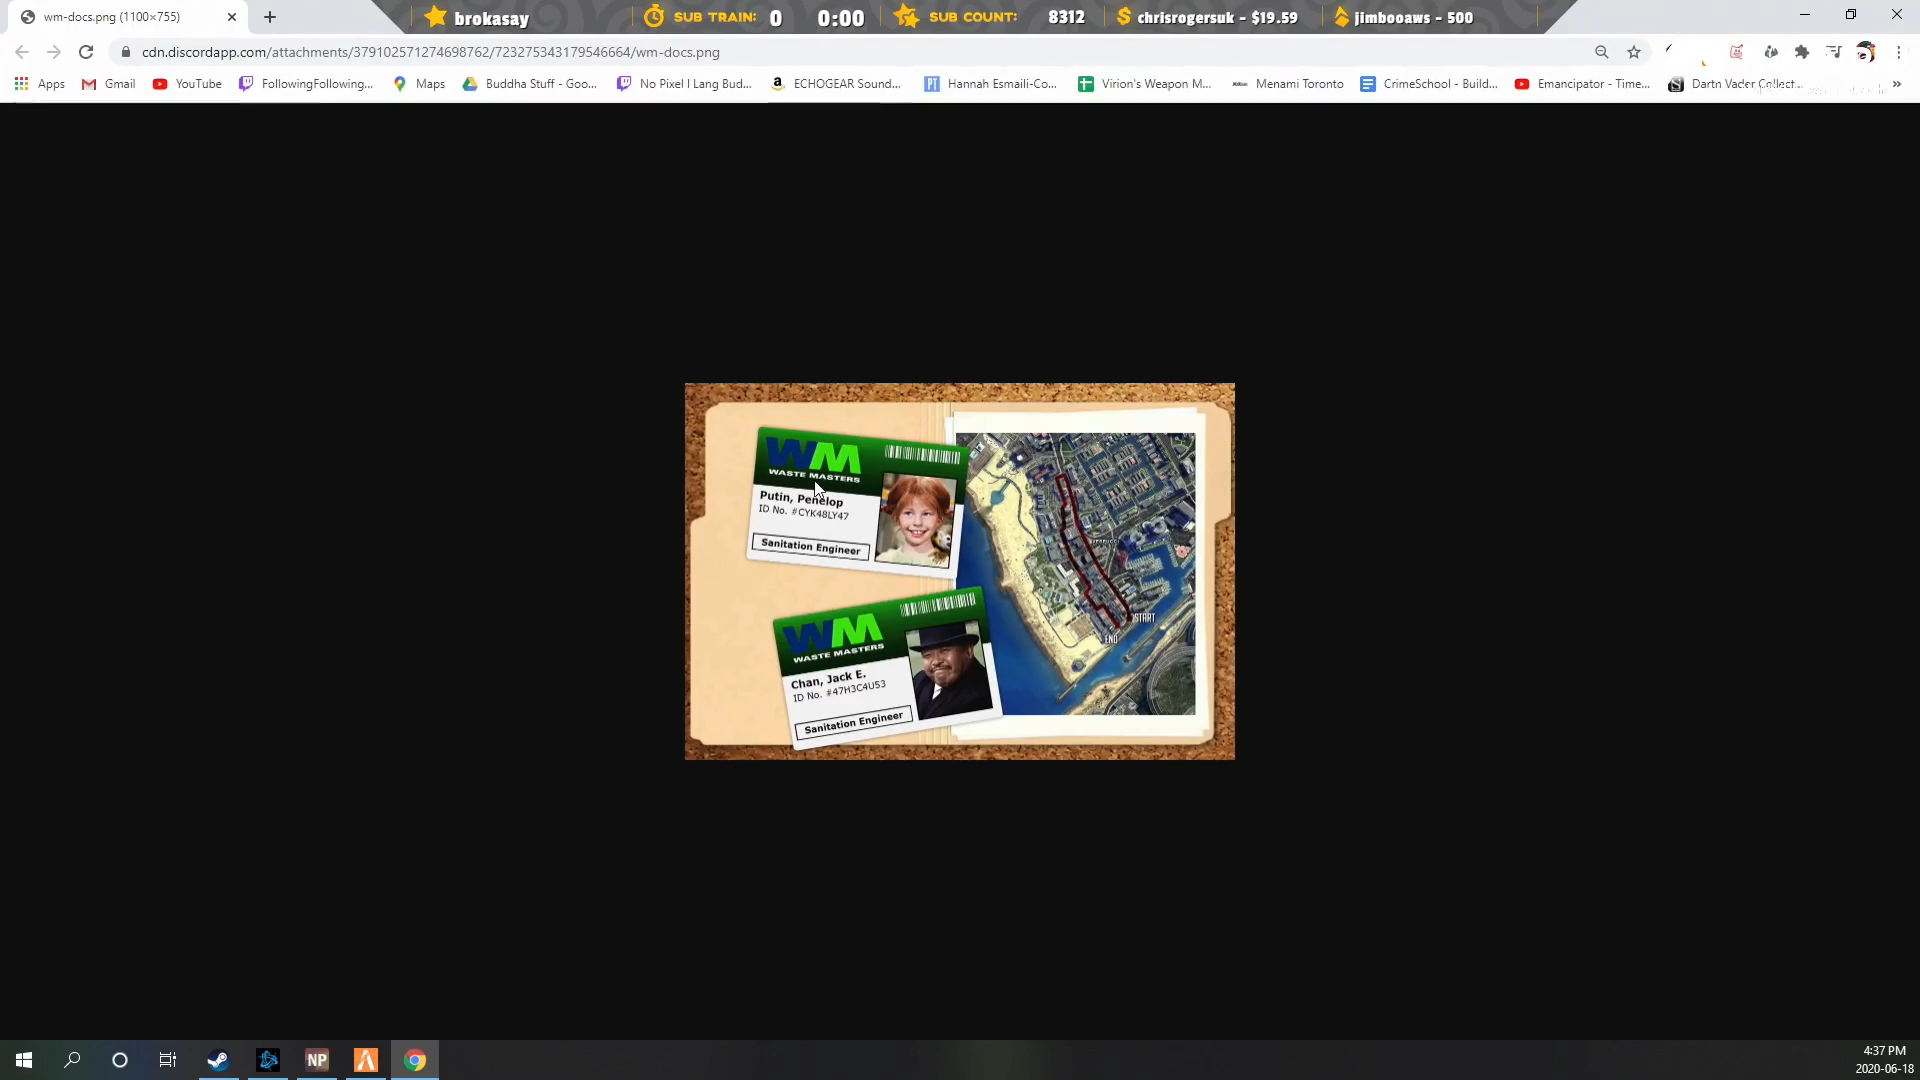 wm-docs.png (1100×755)
brokasay
SUB TRAIN: 0 0:00
SUB COUNT: 8312
chrisrogersuk - $19.59
jimbooaws - 500
cdn.discordapp.com/attachments/379102571274698762/723275343179546664/wm-docs.png
Apps
Gmail
YouTube
FollowingFollowing...
Maps
Buddha Stuff - Goo...
No Pixel I Lang Bud...
ECHOGEAR Sound...
Hannah Esmaili-Co...
Virion's Weapon M...
Menami Toronto
CrimeSchool - Build...
Emancipator - Time...
Darth Vader Collect...
WM
WASTE MASTERS
Putin, Penelop
ID No. #CYK48LY47
Sanitation Engineer
WM
WASTE MASTERS
Chan, Jack E.
ID No. #47H3C4U53
Sanitation Engineer
VESPUCCI
START
END
NP
4:37 PM
2020-06-18